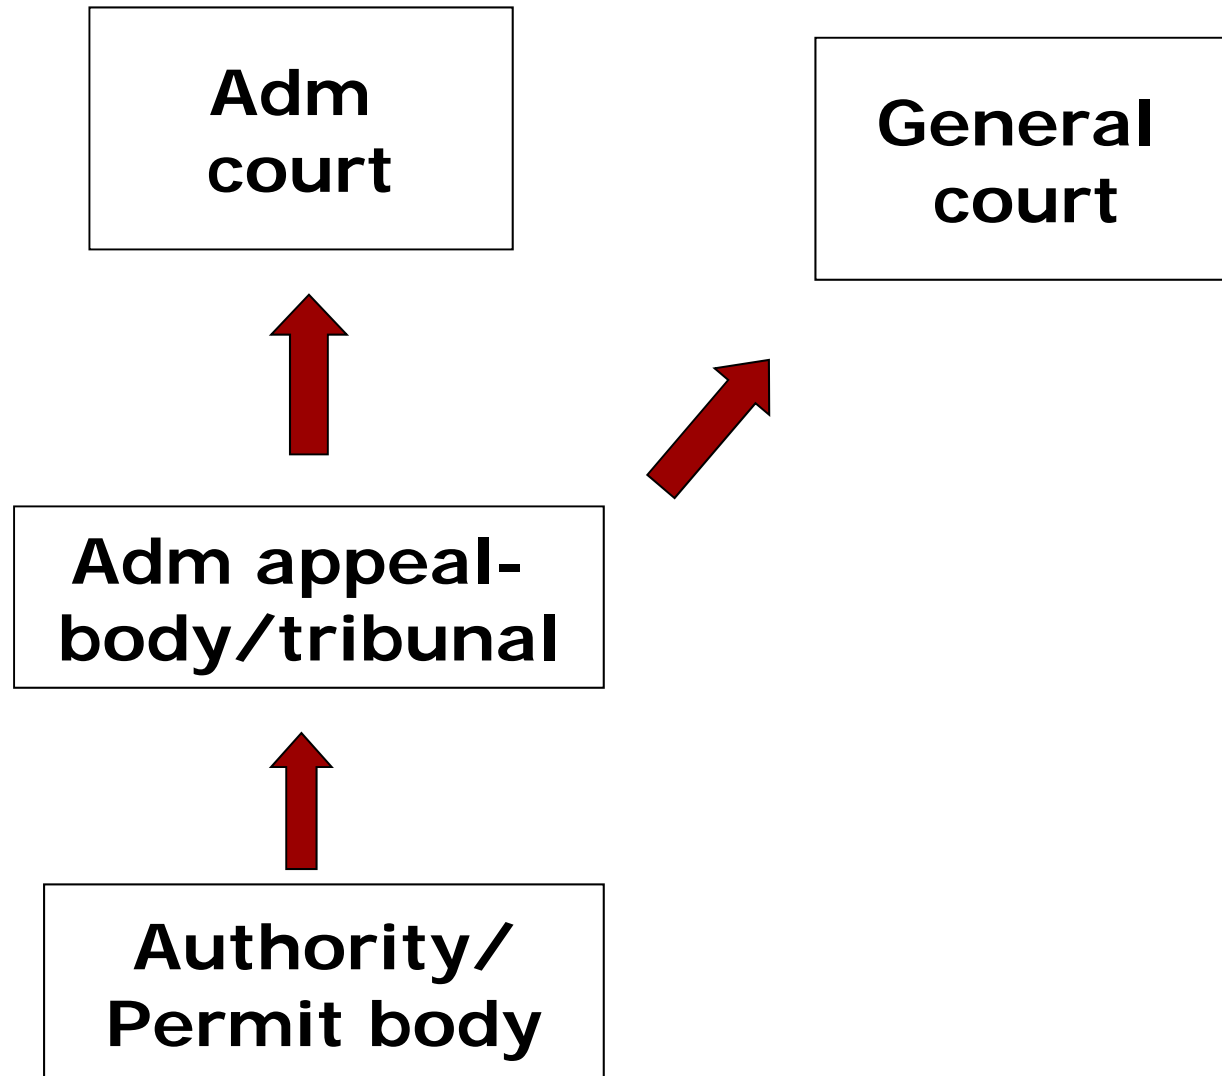 Adm
court
General
court
Adm appeal-
body/tribunal
Authority/
Permit body